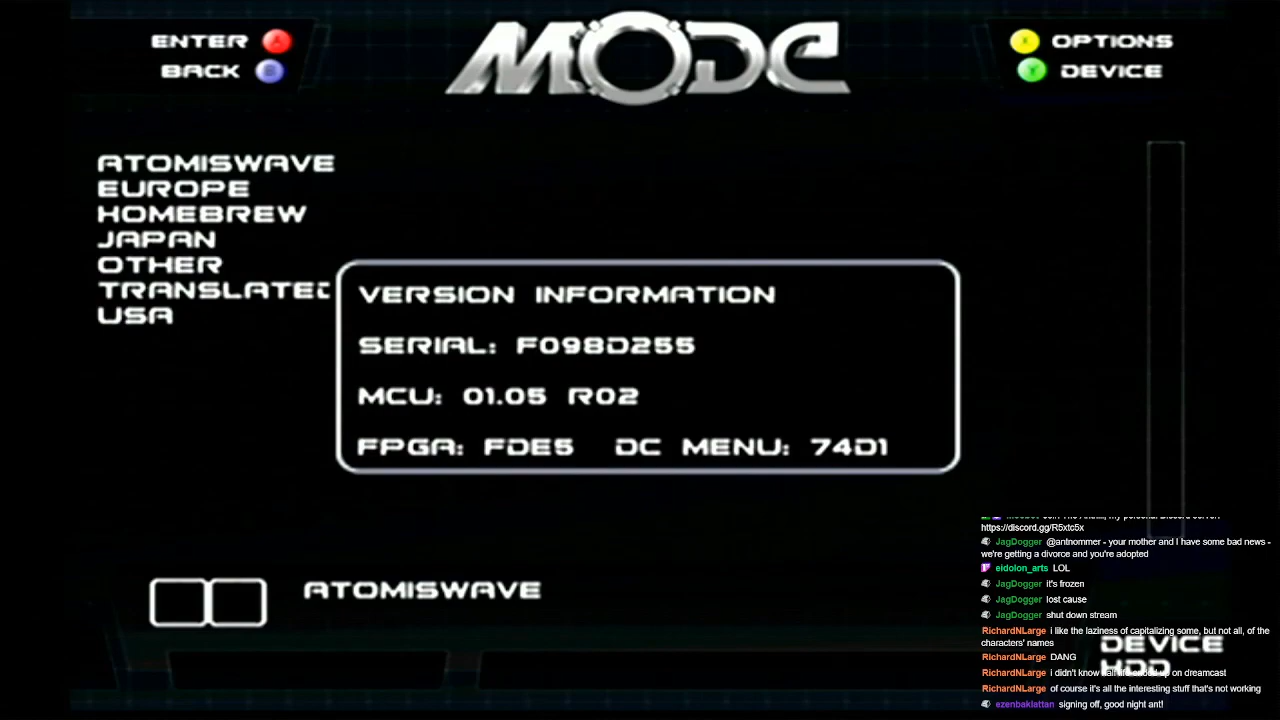 ENTER A
BACK B
MODE
X OPTIONS
Y DEVICE
ATOMISWAVE
EUROPE
HOMEBREW
JAPAN
OTHER
TRANSLATED
USA
VERSION INFORMATION
SERIAL: F098D255
MCU: 01.05 R02
FPGA: FDE5 DC MENU: 74D1
ATOMISWAVE
DEVICE
HDD
https://discord.gg/R5xtc5x
JagDogger @antnommer - your mother and I have some bad news -
we're getting a divorce and you're adopted
eidolon_arts LOL
JagDogger it's frozen
JagDogger lost cause
JagDogger shut down stream
RichardNLarge i like the laziness of capitalizing some, but not all, of the
characters' names
RichardNLarge DANG
RichardNLarge i didn't know half life ended up on dreamcast
RichardNLarge of course it's all the interesting stuff that's not working
ezenbaklattan signing off, good night ant!